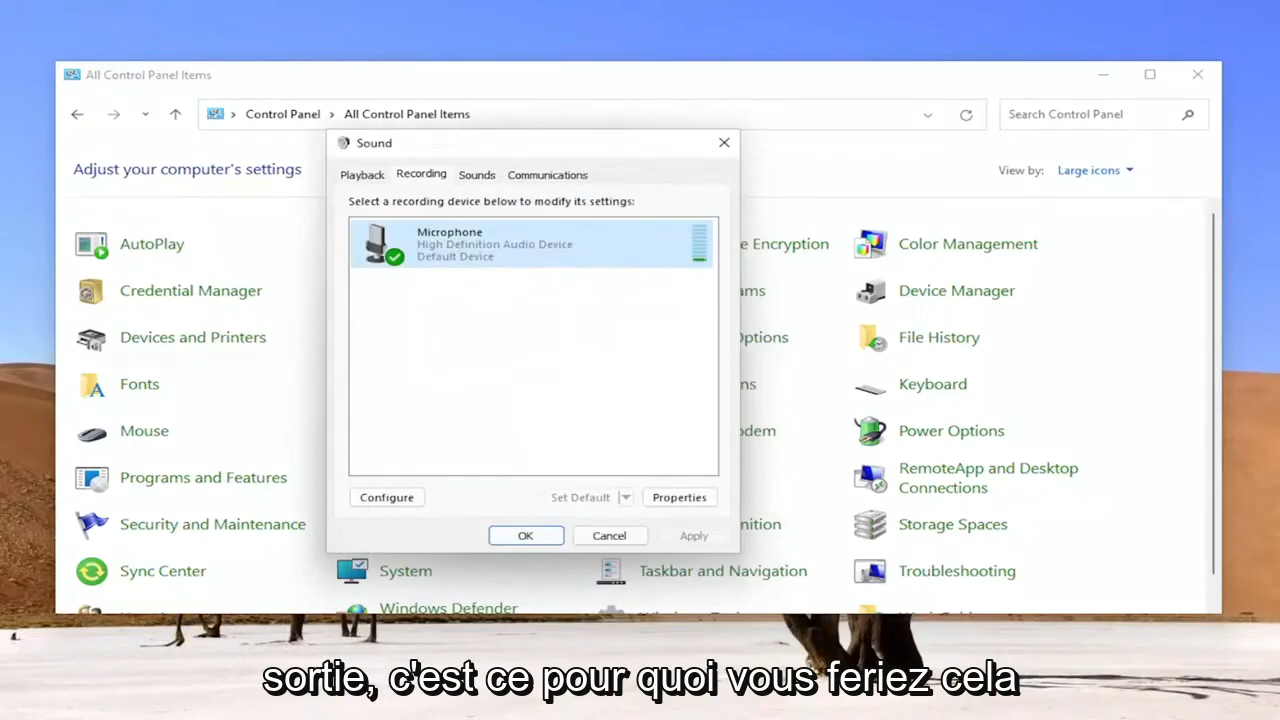 All Control Panel Items
Control Panel
All Control Panel Items
Search Control Panel
Adjust your computer's settings
View by:
Large icons
Sound
Playback
Recording
Sounds
Communications
Select a recording device below to modify its settings:
Microphone
High Definition Audio Device
Default Device
Configure
Set Default
Properties
OK
Cancel
Apply
AutoPlay
e Encryption
Color Management
Credential Manager
ams
Device Manager
Devices and Printers
Options
File History
Fonts
ns
Keyboard
Mouse
odem
Power Options
Programs and Features
RemoteApp and Desktop
Connections
Security and Maintenance
nition
Storage Spaces
Sync Center
System
Taskbar and Navigation
Troubleshooting
Windows Defender
sortie, c'est ce pour quoi vous feriez cela